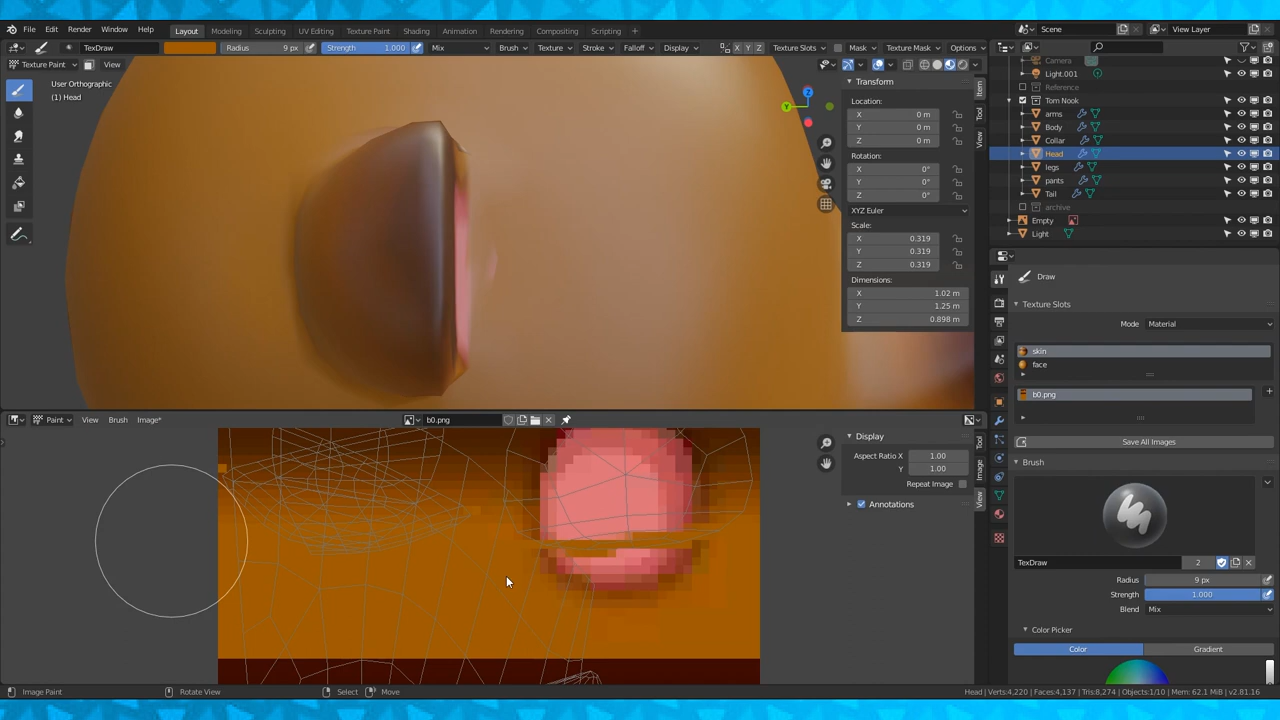 File Edit Render Window Help Layout Modeling Sculpting UV Editing Texture Paint Shading Animation Rendering Compositing Scripting + Scene View Layer
TexDraw Radius 9 px Strength 1.000 Mix Brush Texture Stroke Falloff Display X Y Z Texture Slots Mask Texture Mask Options
Texture Paint View
User Orthographic
(1) Head
Transform
Location:
X 0 m
Y 0 m
Z 0 m
Rotation:
X 0°
Y 0°
Z 0°
XYZ Euler
Scale:
X 0.319
Y 0.319
Z 0.319
Dimensions:
X 1.02 m
Y 1.25 m
Z 0.898 m
Item
Tool
View
Z
Y
Camera
Light.001
Reference
Tom Nook
arms
Body
Collar
Head
legs
pants
Tail
archive
Empty
Light
Draw
Texture Slots
Mode Material
skin
face
b0.png
Save All Images
Brush
TexDraw 2
Radius 9 px
Strength 1.000
Blend Mix
Color Picker
Color Gradient
Paint View Brush Image* b0.png
Display
Aspect Ratio X 1.00
Y 1.00
Repeat Image
Annotations
Tool
Image
View
Image Paint Rotate View Select Move Head | Verts:4,220 | Faces:4,137 | Tris:8,274 | Objects:1/10 | Mem: 62.1 MiB | v2.81.16